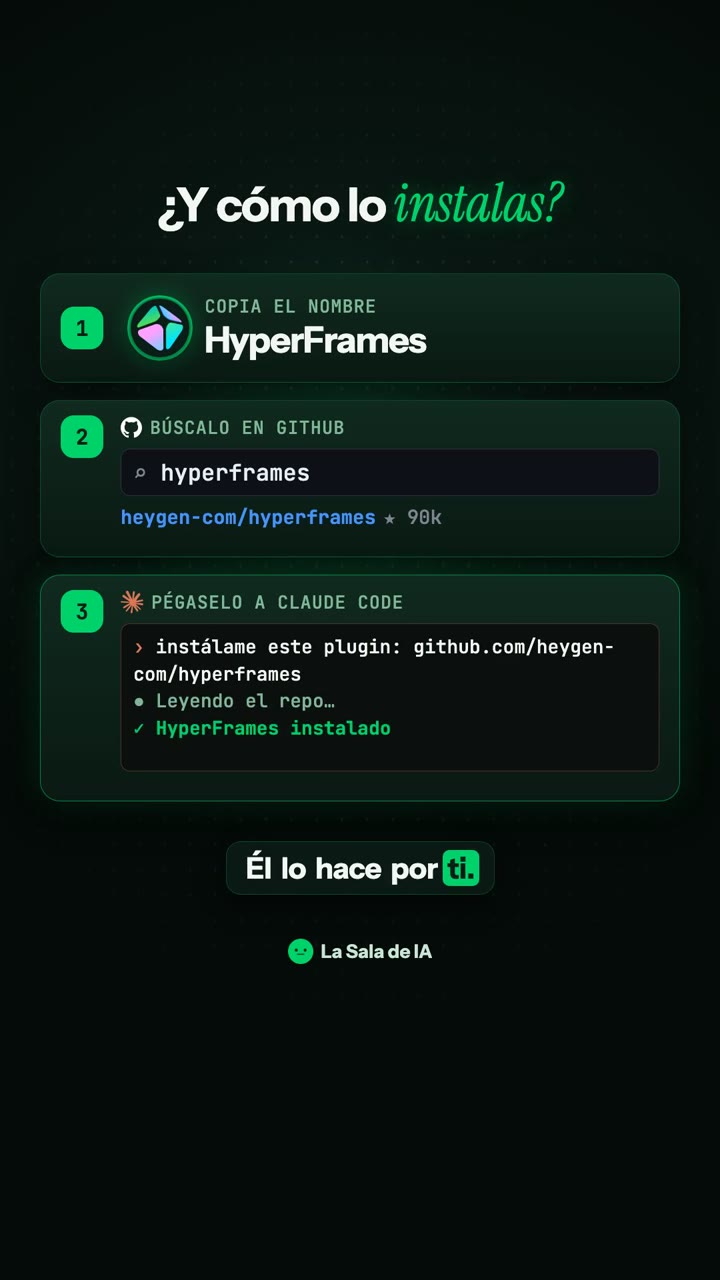 ¿Y cómo lo instalas?
1
COPIA EL NOMBRE
HyperFrames
2
BÚSCALO EN GITHUB
hyperframes
heygen-com/hyperframes ★ 90k
3
PÉGASELO A CLAUDE CODE
› instálame este plugin: github.com/heygen-
com/hyperframes
● Leyendo el repo…
✓ HyperFrames instalado
Él lo hace por ti.
La Sala de IA